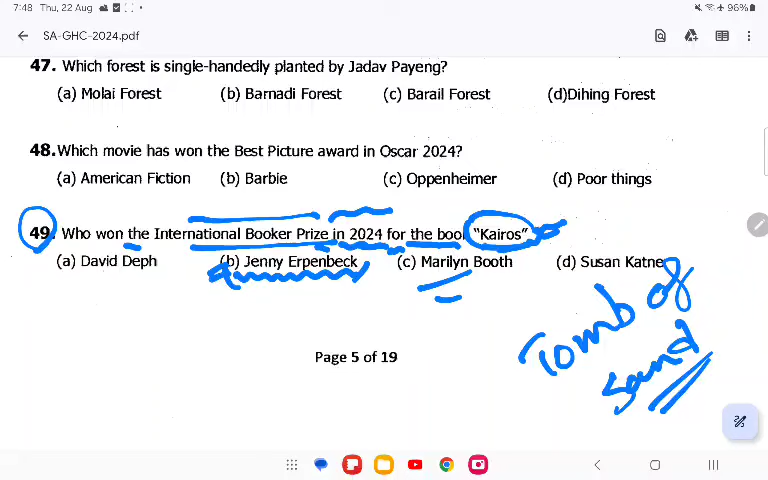 7:48 Thu, 22 Aug 96%
SA-GHC-2024.pdf
47. Which forest is single-handedly planted by Jadav Payeng?
(a) Molai Forest (b) Barnadi Forest (c) Barail Forest (d)Dihing Forest
48.Which movie has won the Best Picture award in Oscar 2024?
(a) American Fiction (b) Barbie (c) Oppenheimer (d) Poor things
49. Who won the International Booker Prize in 2024 for the book "Kairos"
(a) David Deph (b) Jenny Erpenbeck (c) Marilyn Booth (d) Susan Katne
Tomb of
Sand
Page 5 of 19